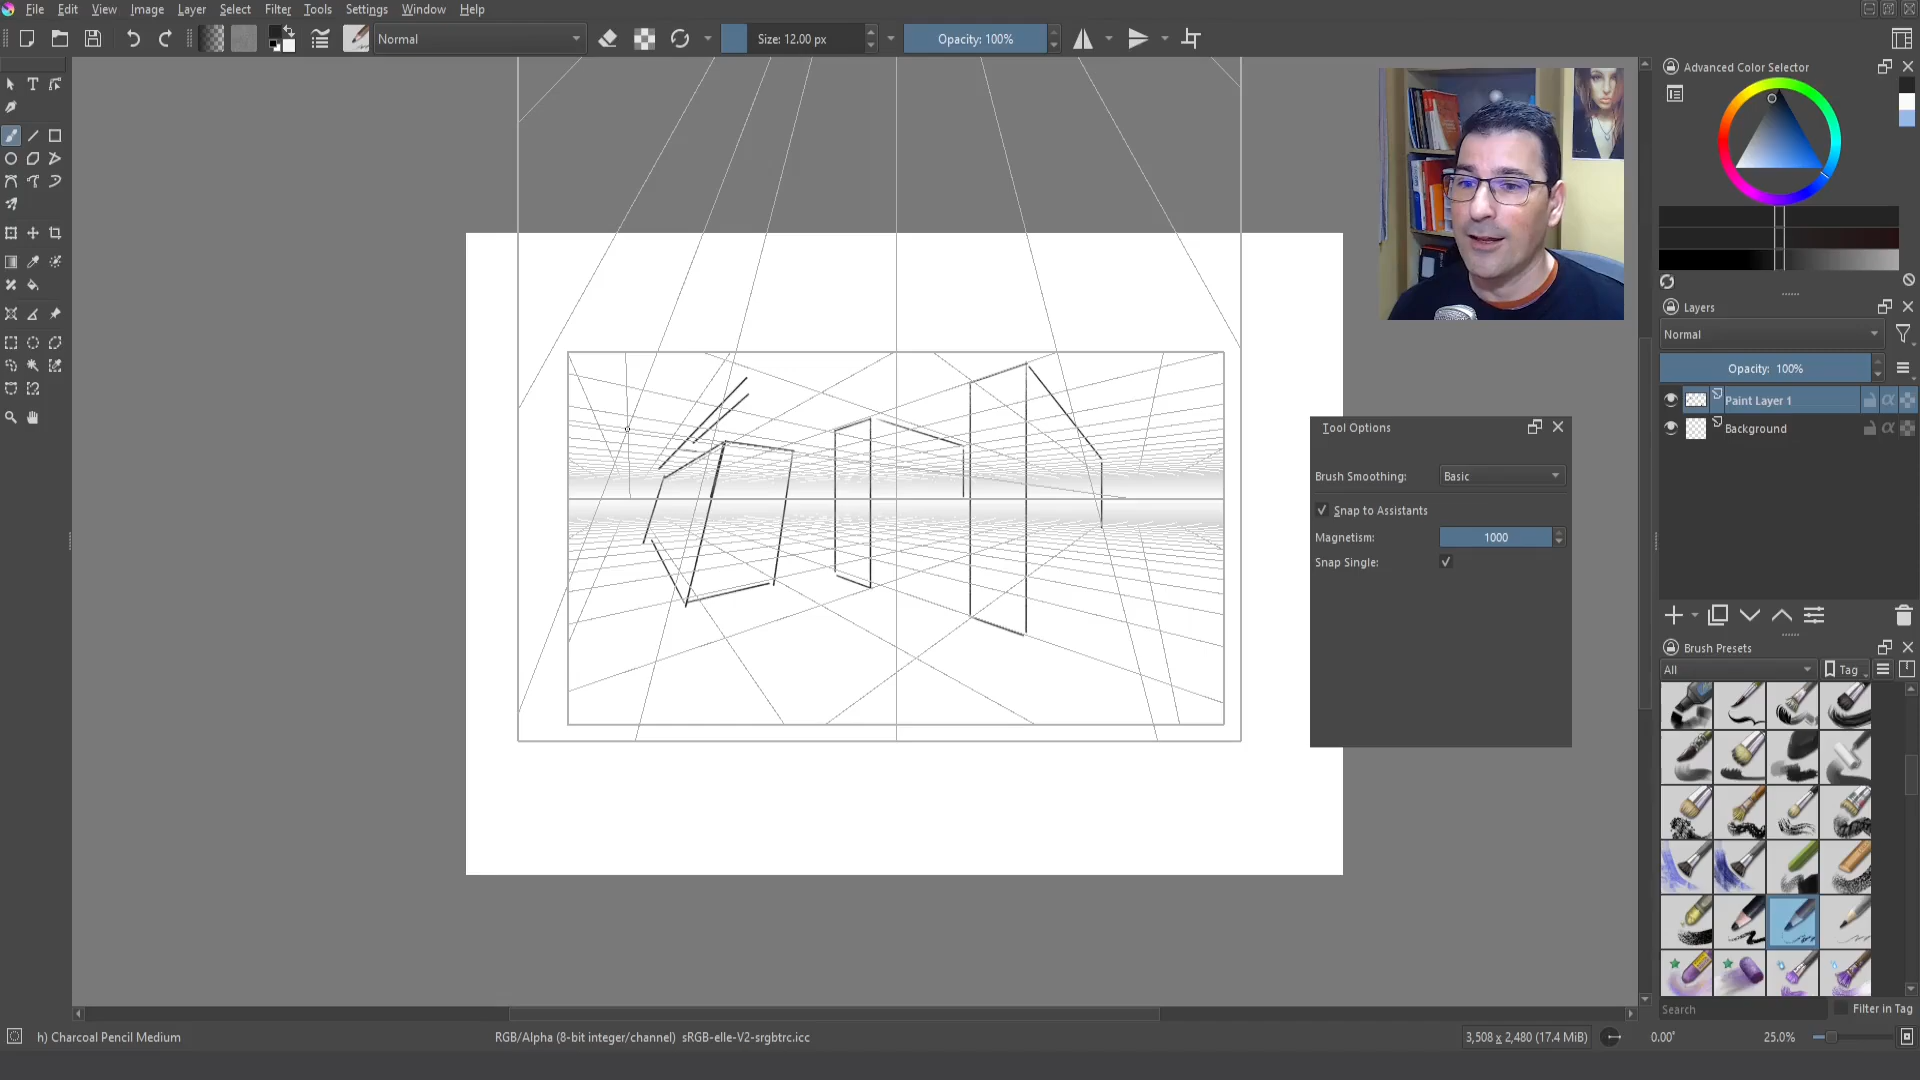 File Edit View Image Layer Select Filter Tools Settings Window Help
Normal
Size: 12.00 px
Opacity: 100%
Advanced Color Selector
Layers
Normal
Opacity: 100%
Paint Layer 1
Background
Tool Options
Brush Smoothing: Basic
Snap to Assistants
Magnetism: 1000
Snap Single:
Brush Presets
All
Tag
Search
Filter in Tag
h) Charcoal Pencil Medium
RGB/Alpha (8-bit integer/channel) sRGB-elle-V2-srgbtrc.icc
3,508 x 2,480 (17.4 MiB)
0.00°
25.0%